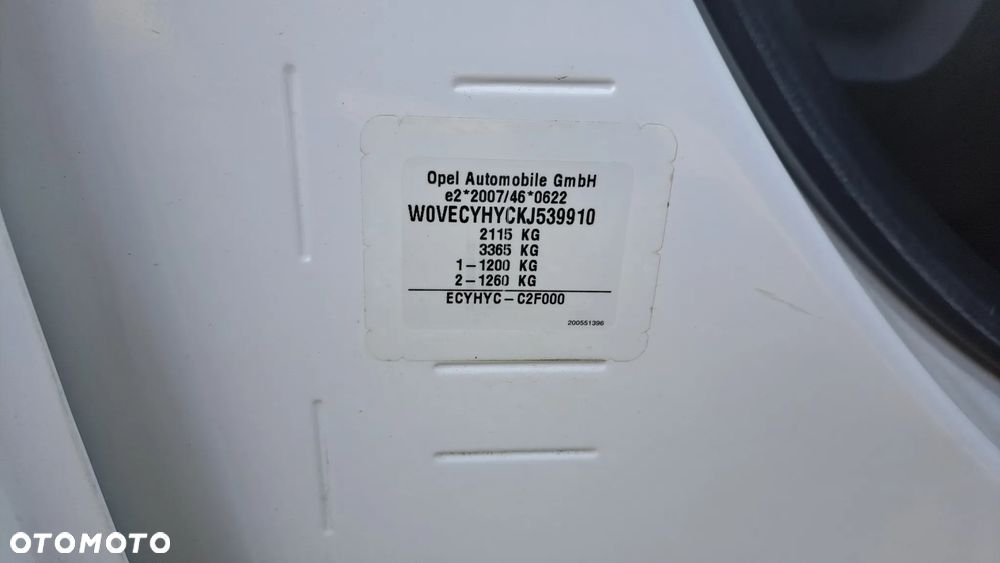 Opel Automobile GmbH
e2*2007/46*0622
W0VECYHYCKJ539910
2115 KG
3365 KG
1-1200 KG
2-1260 KG
ECYHYC-C2F000
200551396
OTOMOTO